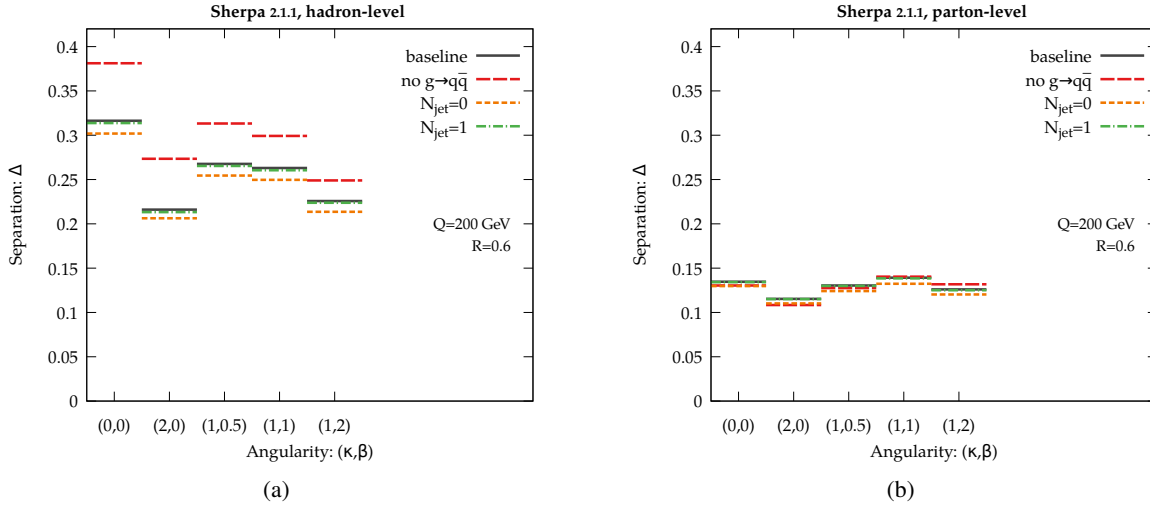 Sherpa 2.1.1, hadron-level
Separation: Δ
0.4
0.35
0.3
0.25
0.2
0.15
0.1
0.05
0
baseline
no g→qq̅
N_jet=0
N_jet=1
Q=200 GeV
R=0.6
(0,0) (2,0) (1,0.5) (1,1) (1,2)
Angularity: (κ,β)
(a)
Sherpa 2.1.1, parton-level
Separation: Δ
0.4
0.35
0.3
0.25
0.2
0.15
0.1
0.05
0
baseline
no g→qq̅
N_jet=0
N_jet=1
Q=200 GeV
R=0.6
(0,0) (2,0) (1,0.5) (1,1) (1,2)
Angularity: (κ,β)
(b)